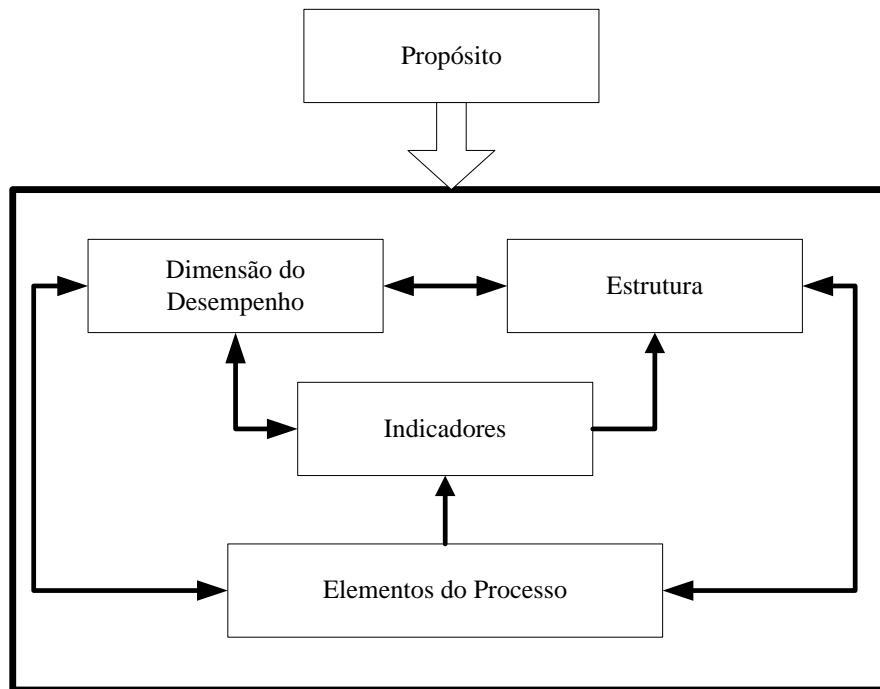 Propósito
Dimensão do
Desempenho
Estrutura
Indicadores
Elementos do Processo